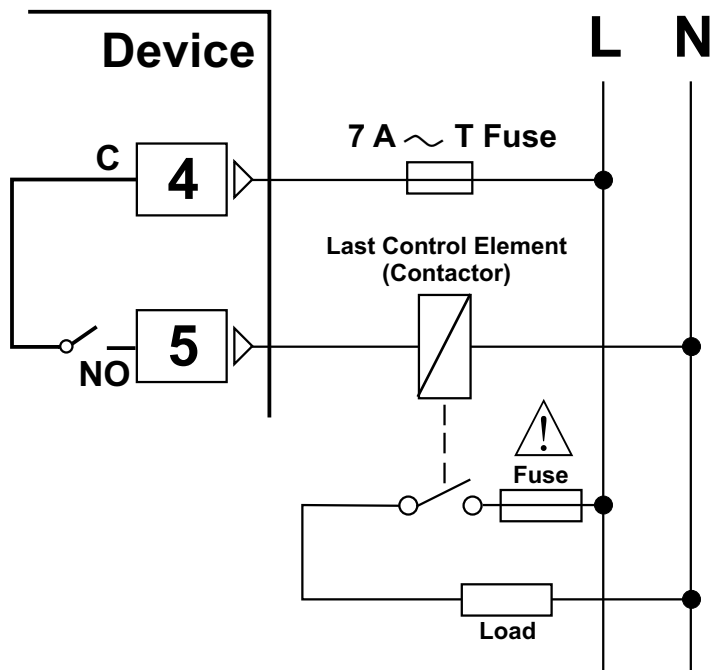 Device
L N
7 A ~ T Fuse
C
4
Last Control Element
(Contactor)
5
NO
!
Fuse
Load